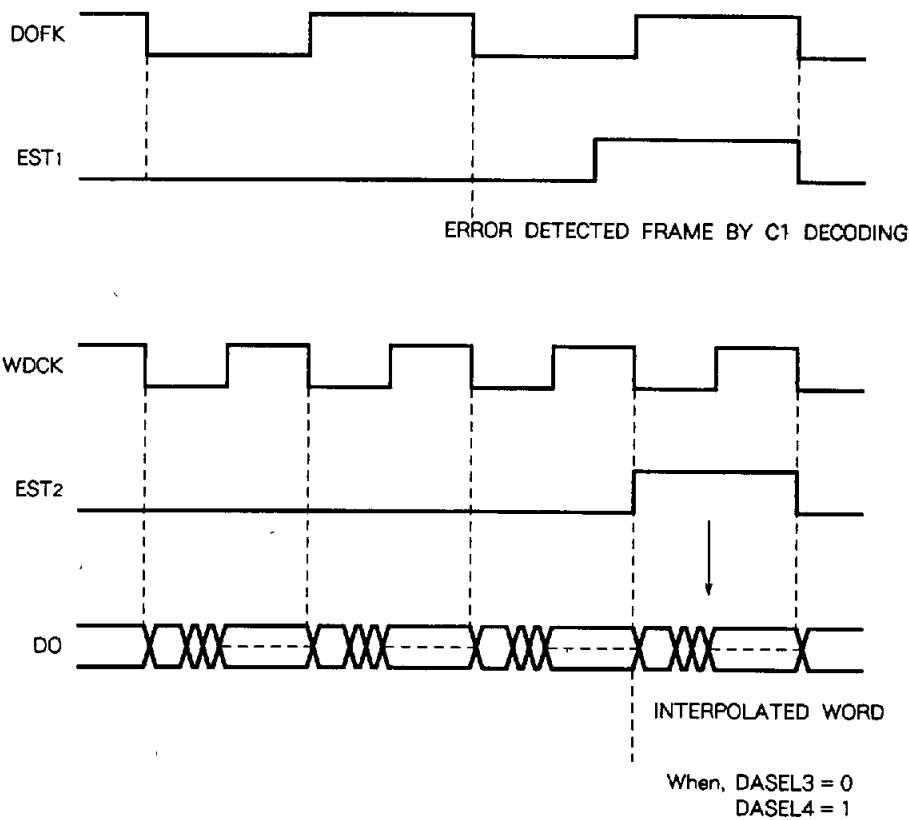 DOFK
EST1
ERROR DETECTED FRAME BY C1 DECODING
WDCK
EST2
DO
INTERPOLATED WORD
When, DASEL3 = 0
DASEL4 = 1